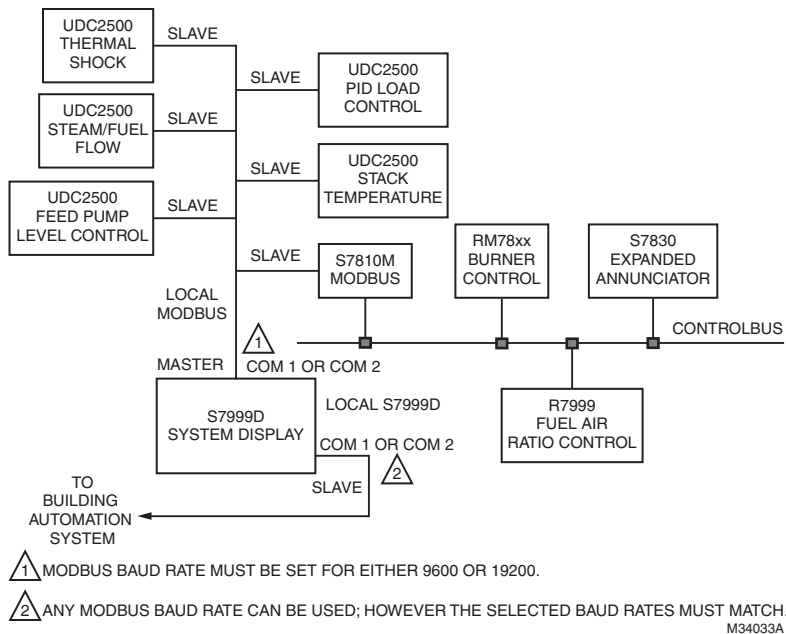 UDC2500
THERMAL
SHOCK
SLAVE
SLAVE
UDC2500
PID LOAD
CONTROL
UDC2500
STEAM/FUEL
FLOW
SLAVE
SLAVE
UDC2500
STACK
TEMPERATURE
UDC2500
FEED PUMP
LEVEL CONTROL
SLAVE
SLAVE
S7810M
MODBUS
RM78xx
BURNER
CONTROL
S7830
EXPANDED
ANNUNCIATOR
LOCAL
MODBUS
CONTROLBUS
1
MASTER
COM 1 OR COM 2
S7999D
SYSTEM DISPLAY
LOCAL S7999D
R7999
FUEL AIR
RATIO CONTROL
COM 1 OR COM 2
2
SLAVE
TO
BUILDING
AUTOMATION
SYSTEM
1 MODBUS BAUD RATE MUST BE SET FOR EITHER 9600 OR 19200.
2 ANY MODBUS BAUD RATE CAN BE USED; HOWEVER THE SELECTED BAUD RATES MUST MATCH.
M34033A